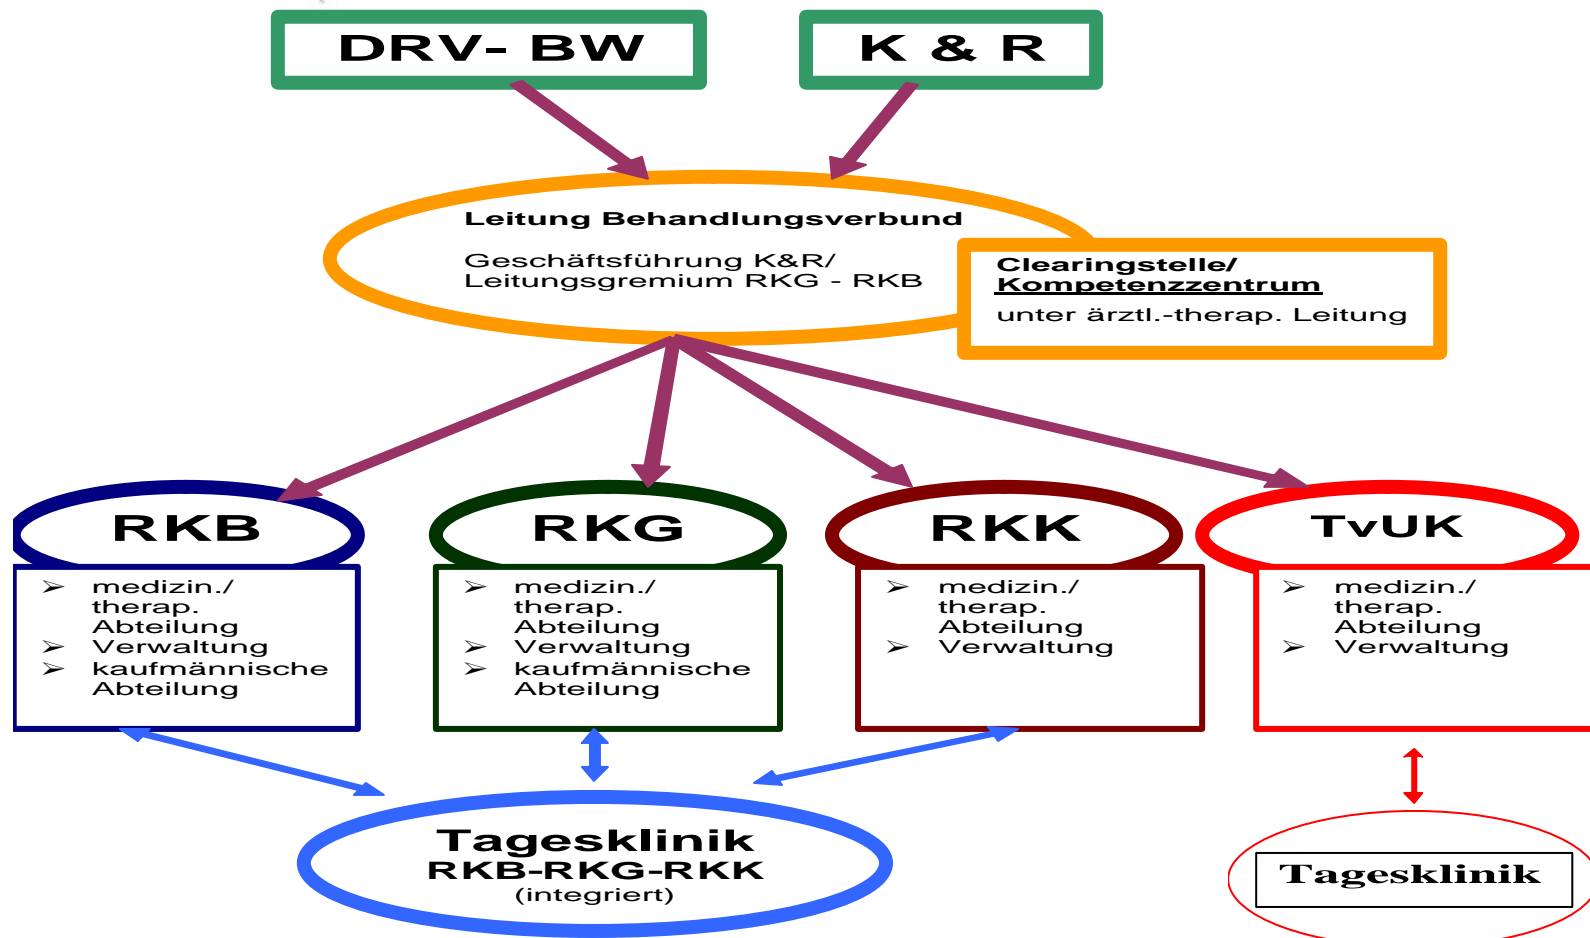 DRV- BW
K & R
Leitung Behandlungsverbund
Geschäftsführung K&R/
Leitungsgremium RKG - RKB
Clearingstelle/
Kompetenzzentrum
unter ärztl.-therap. Leitung
RKB
➢ medizin./
therap.
Abteilung
➢ Verwaltung
➢ kaufmännische
Abteilung
RKG
➢ medizin./
therap.
Abteilung
➢ Verwaltung
➢ kaufmännische
Abteilung
RKK
➢ medizin./
therap.
Abteilung
➢ Verwaltung
TvUK
➢ medizin./
therap.
Abteilung
➢ Verwaltung
Tagesklinik
RKB-RKG-RKK
(integriert)
Tagesklinik